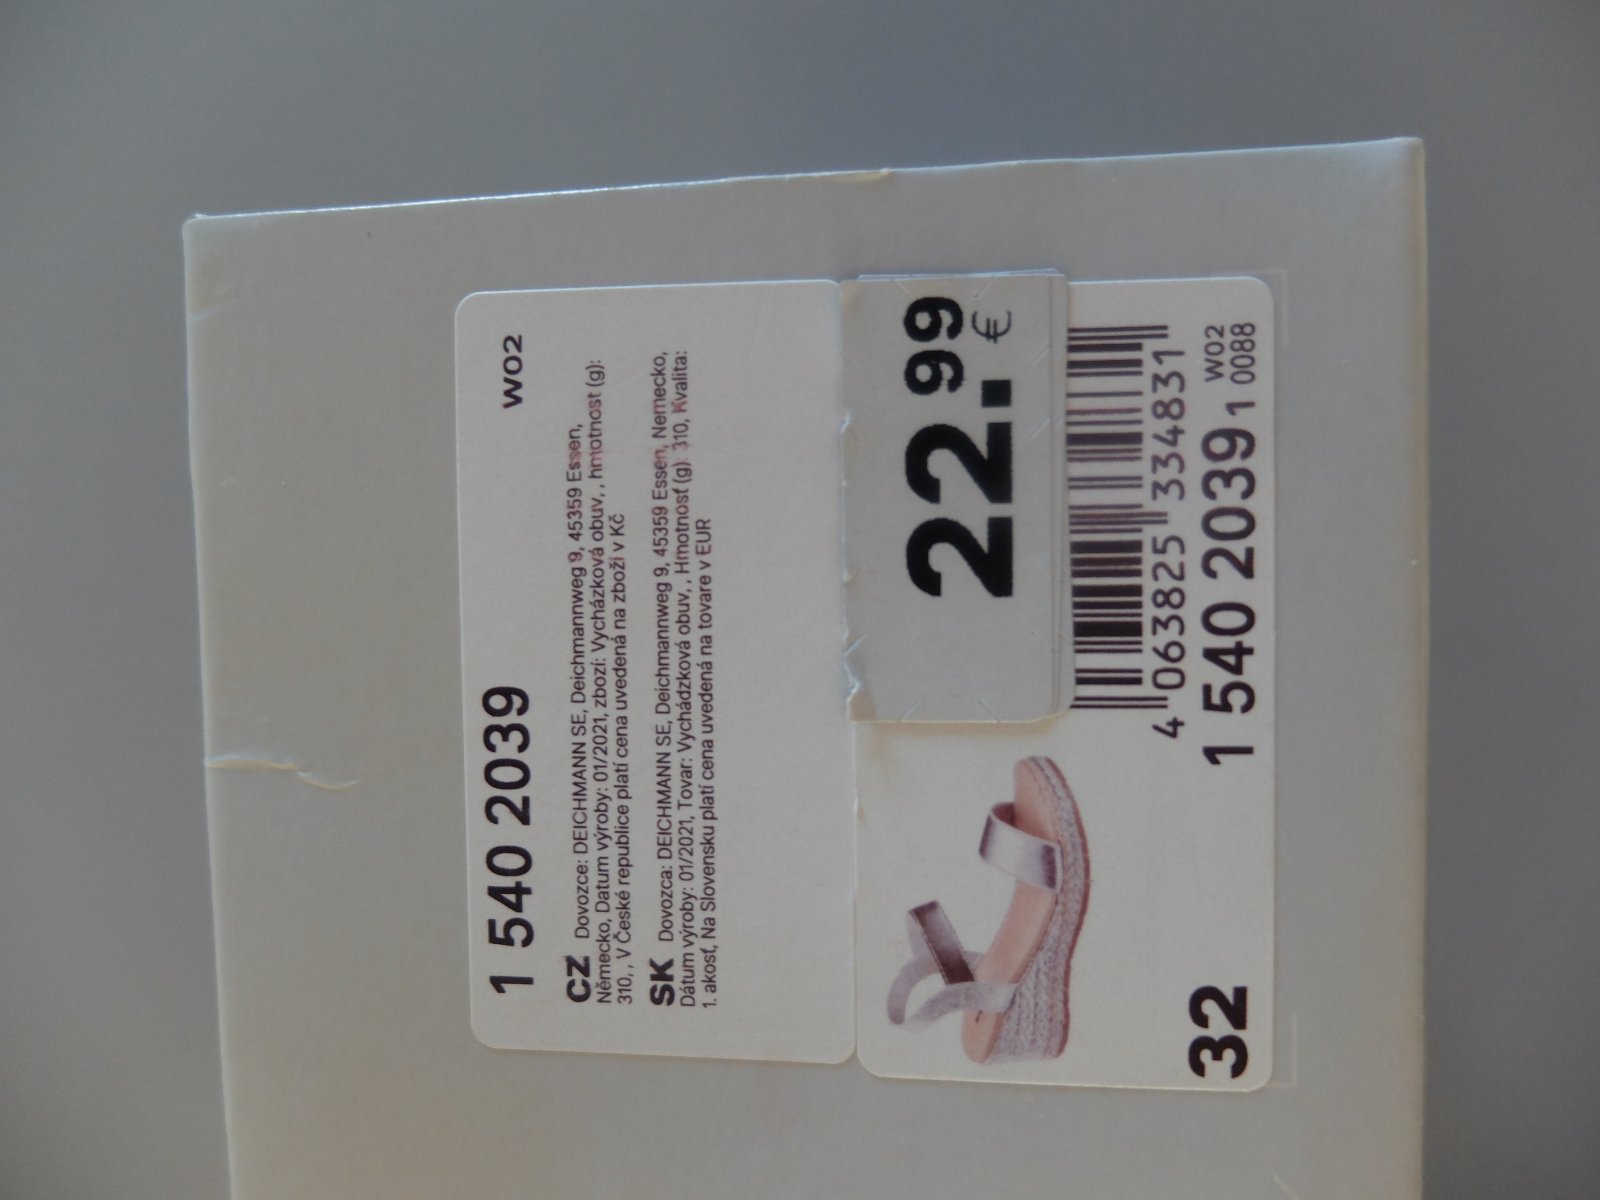 1 540 2039 W02
CZ Dovozce: DEICHMANN SE, Deichmannweg 9, 45359 Essen,
Německo, Datum výroby: 01/2021, zboží: Vycházková obuv, , hmotnost (g):
310, , V České republice platí cena uvedená na zboží v Kč
SK Dovozca: DEICHMANN SE, Deichmannweg 9, 45359 Essen, Nemecko,
Dátum výroby: 01/2021, Tovar: Vychádzková obuv, , Hmotnosť (g): 310, Kvalita:
1. akosť, Na Slovensku platí cena uvedená na tovare v EUR
22.99
€
4 063825 334831
32 1 540 2039 1 W02
0088